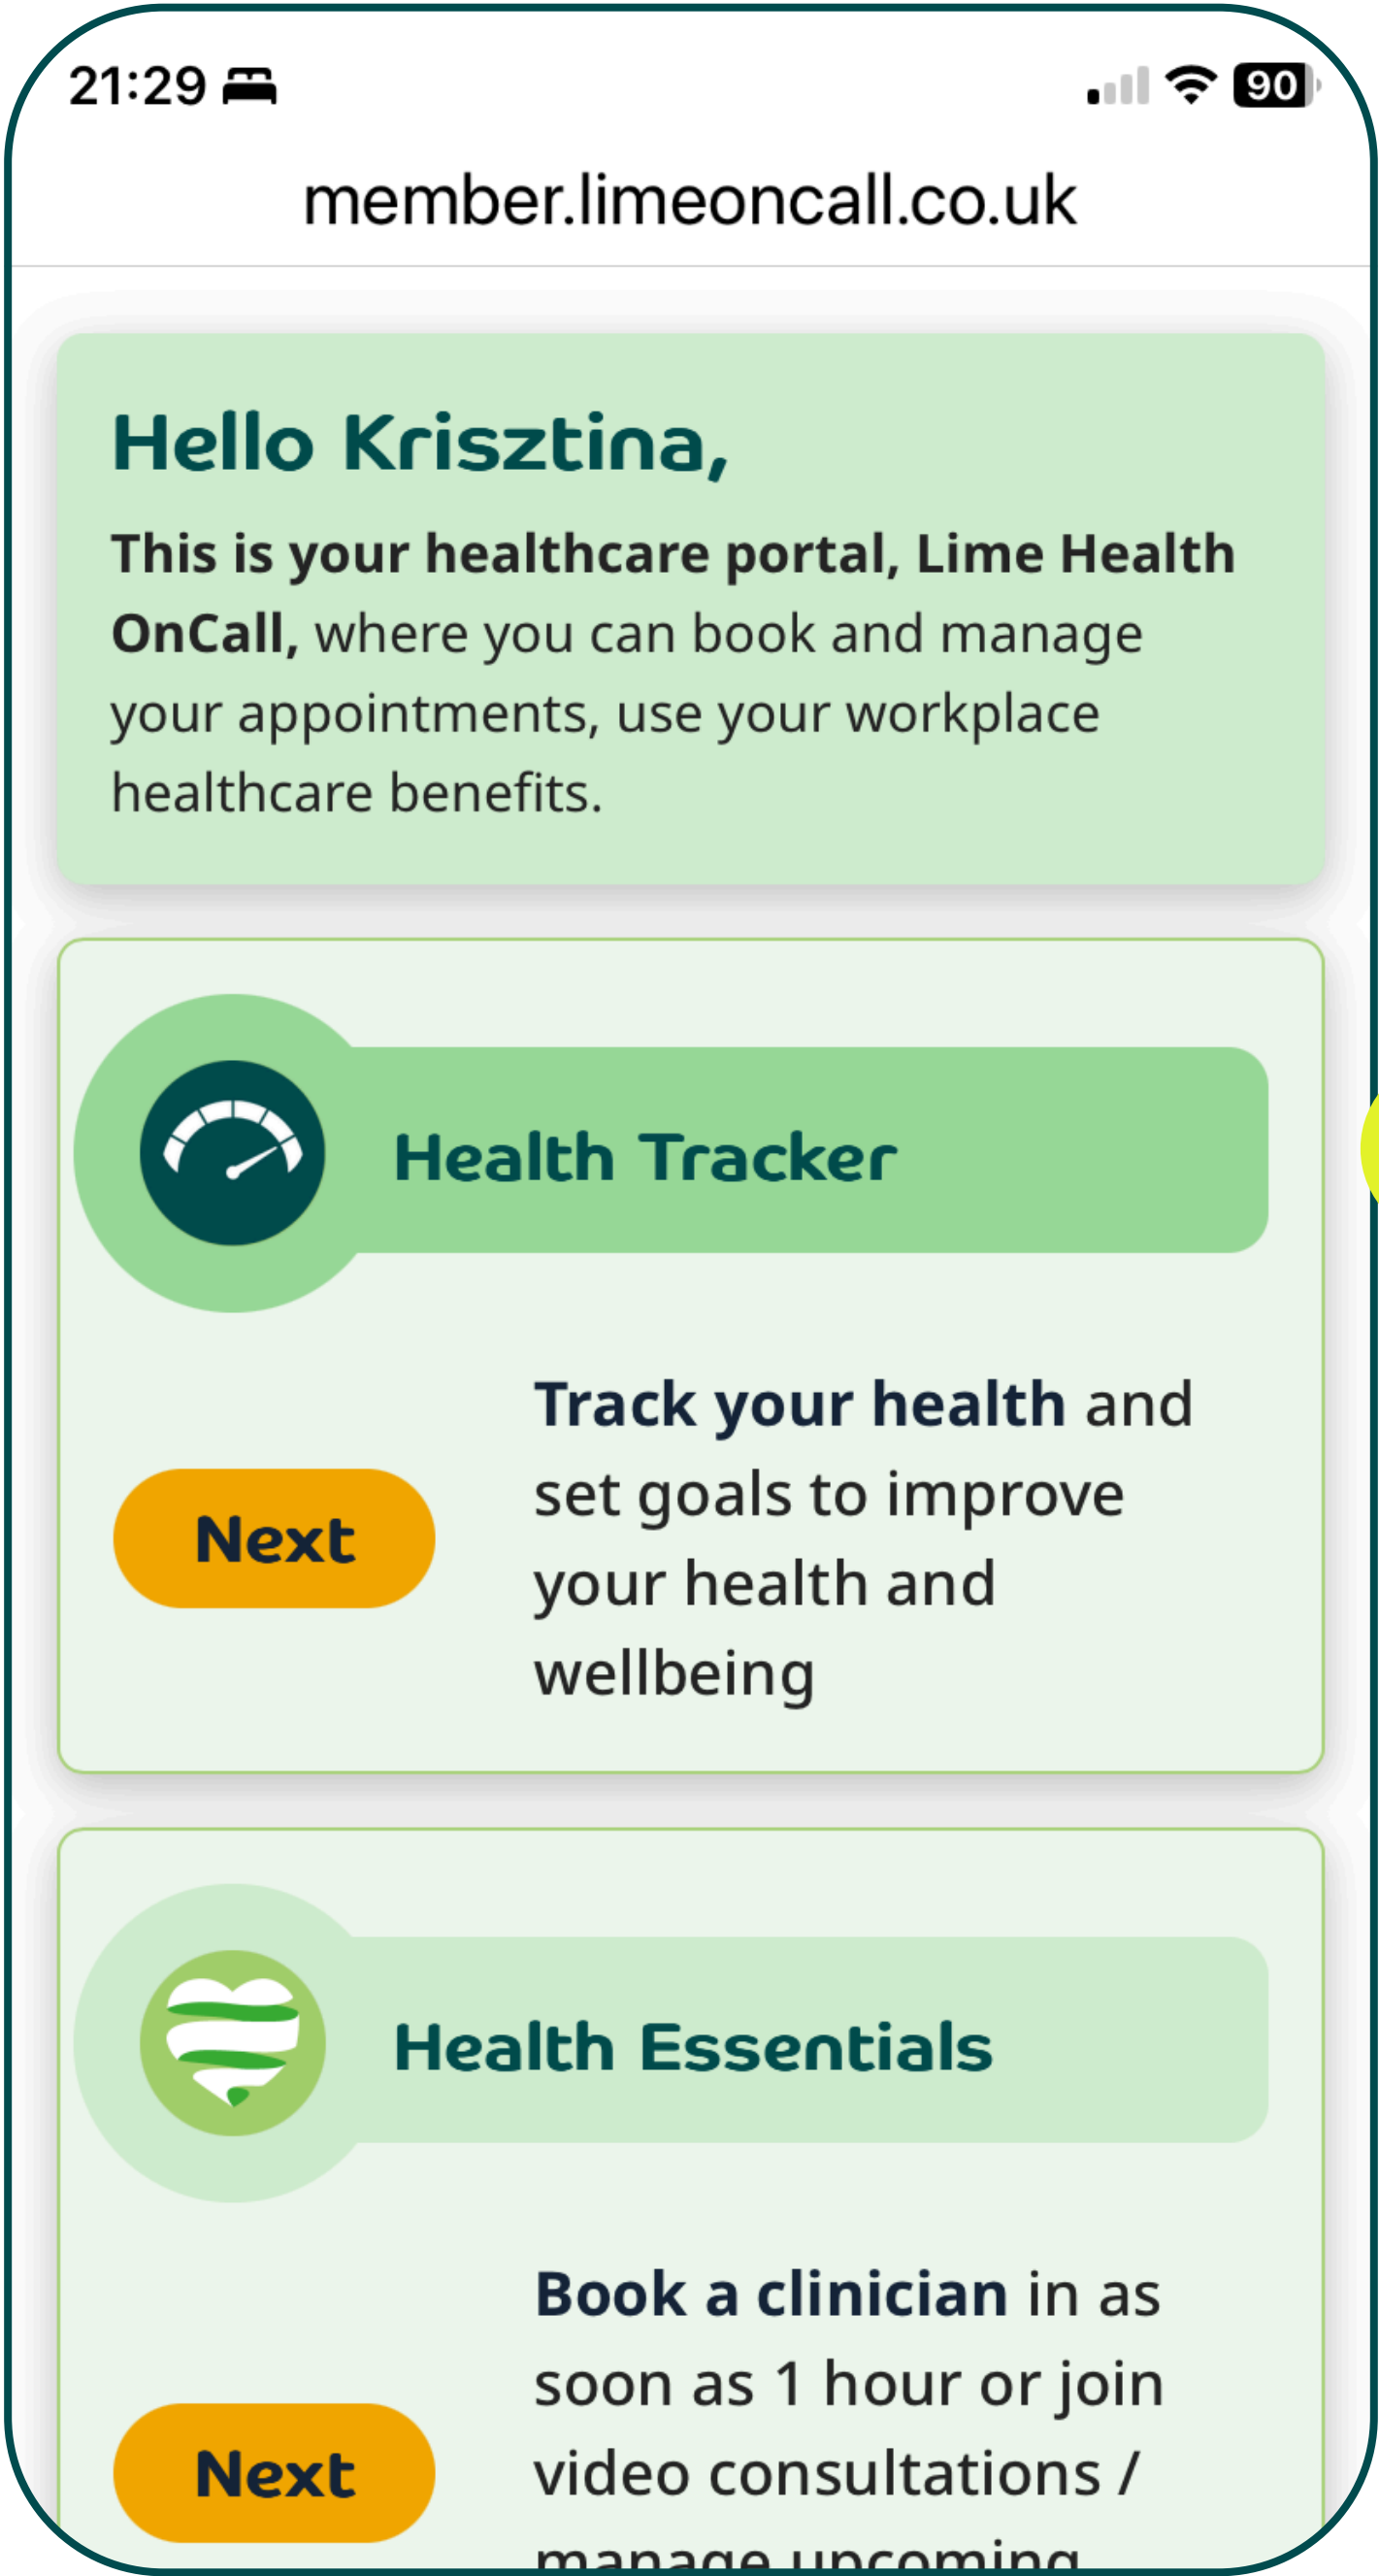 21:29
90
member.limeoncall.co.uk
Hello Krisztina,
This is your healthcare portal, Lime Health
OnCall, where you can book and manage
your appointments, use your workplace
healthcare benefits.
Health Tracker
Next
Track your health and
set goals to improve
your health and
wellbeing
Health Essentials
Next
Book a clinician in as
soon as 1 hour or join
video consultations /
manage upcoming